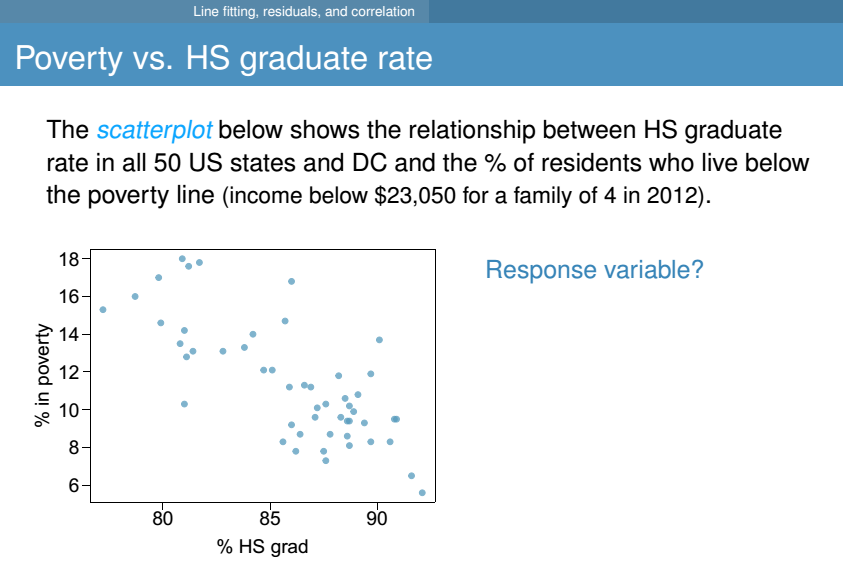 Line fitting, residuals, and correlation
Poverty vs. HS graduate rate
The scatterplot below shows the relationship between HS graduate
rate in all 50 US states and DC and the % of residents who live below
the poverty line (income below $23,050 for a family of 4 in 2012).
Response variable?
18
16
14
12
10
8
6
% in poverty
80 85 90
% HS grad